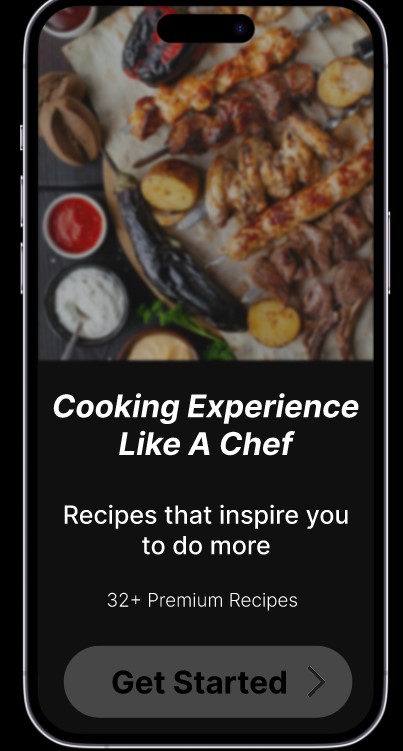 Cooking Experience
Like A Chef
Recipes that inspire you
to do more
32+ Premium Recipes
Get Started